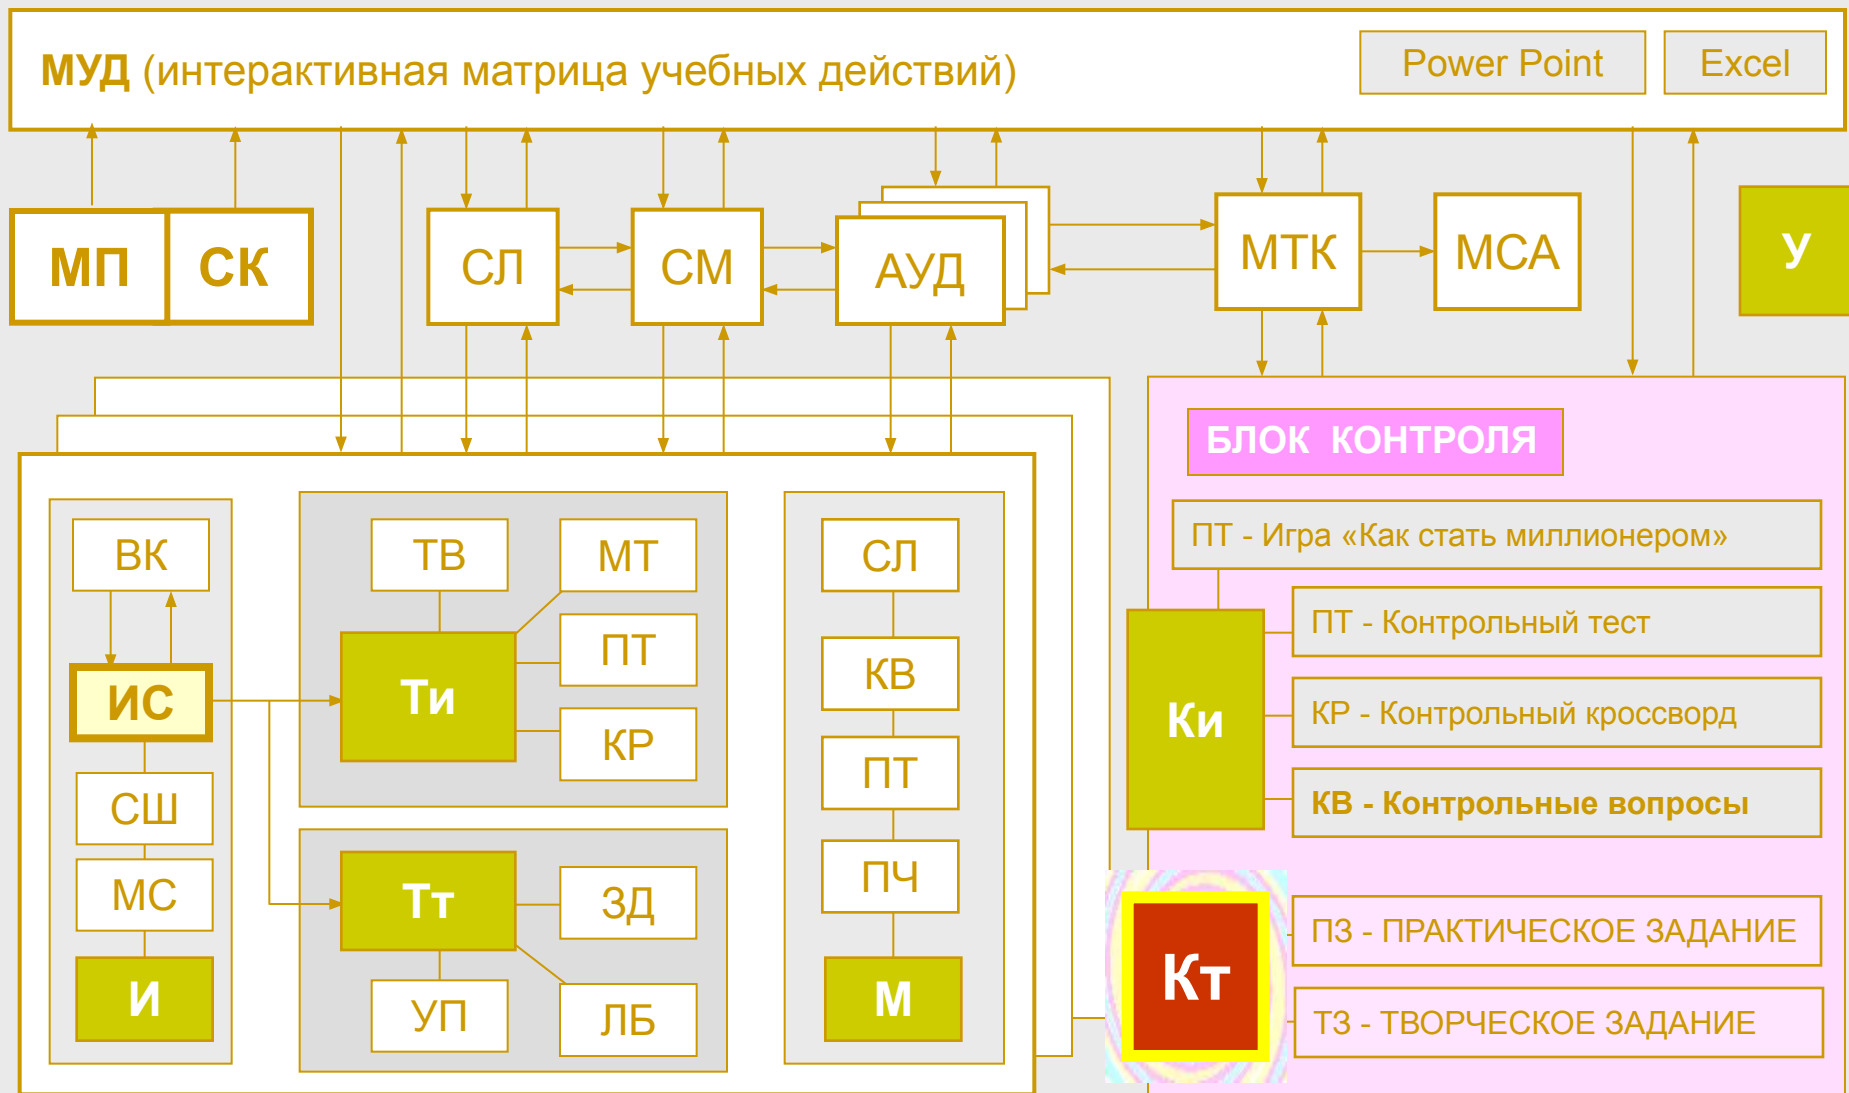 МУД (интерактивная матрица учебных действий)
Power Point
Excel
МП
СК
СЛ
СМ
АУД
МТК
МСА
У
БЛОК КОНТРОЛЯ
ВК
ИС
СШ
МС
И
ТВ
МТ
ПТ
КР
Ти
Тт
ЗД
УП
ЛБ
СЛ
КВ
ПТ
ПЧ
М
ПТ - Игра «Как стать миллионером»
ПТ - Контрольный тест
Ки
КР - Контрольный кроссворд
КВ - Контрольные вопросы
Кт
ПЗ - ПРАКТИЧЕСКОЕ ЗАДАНИЕ
ТЗ - ТВОРЧЕСКОЕ ЗАДАНИЕ